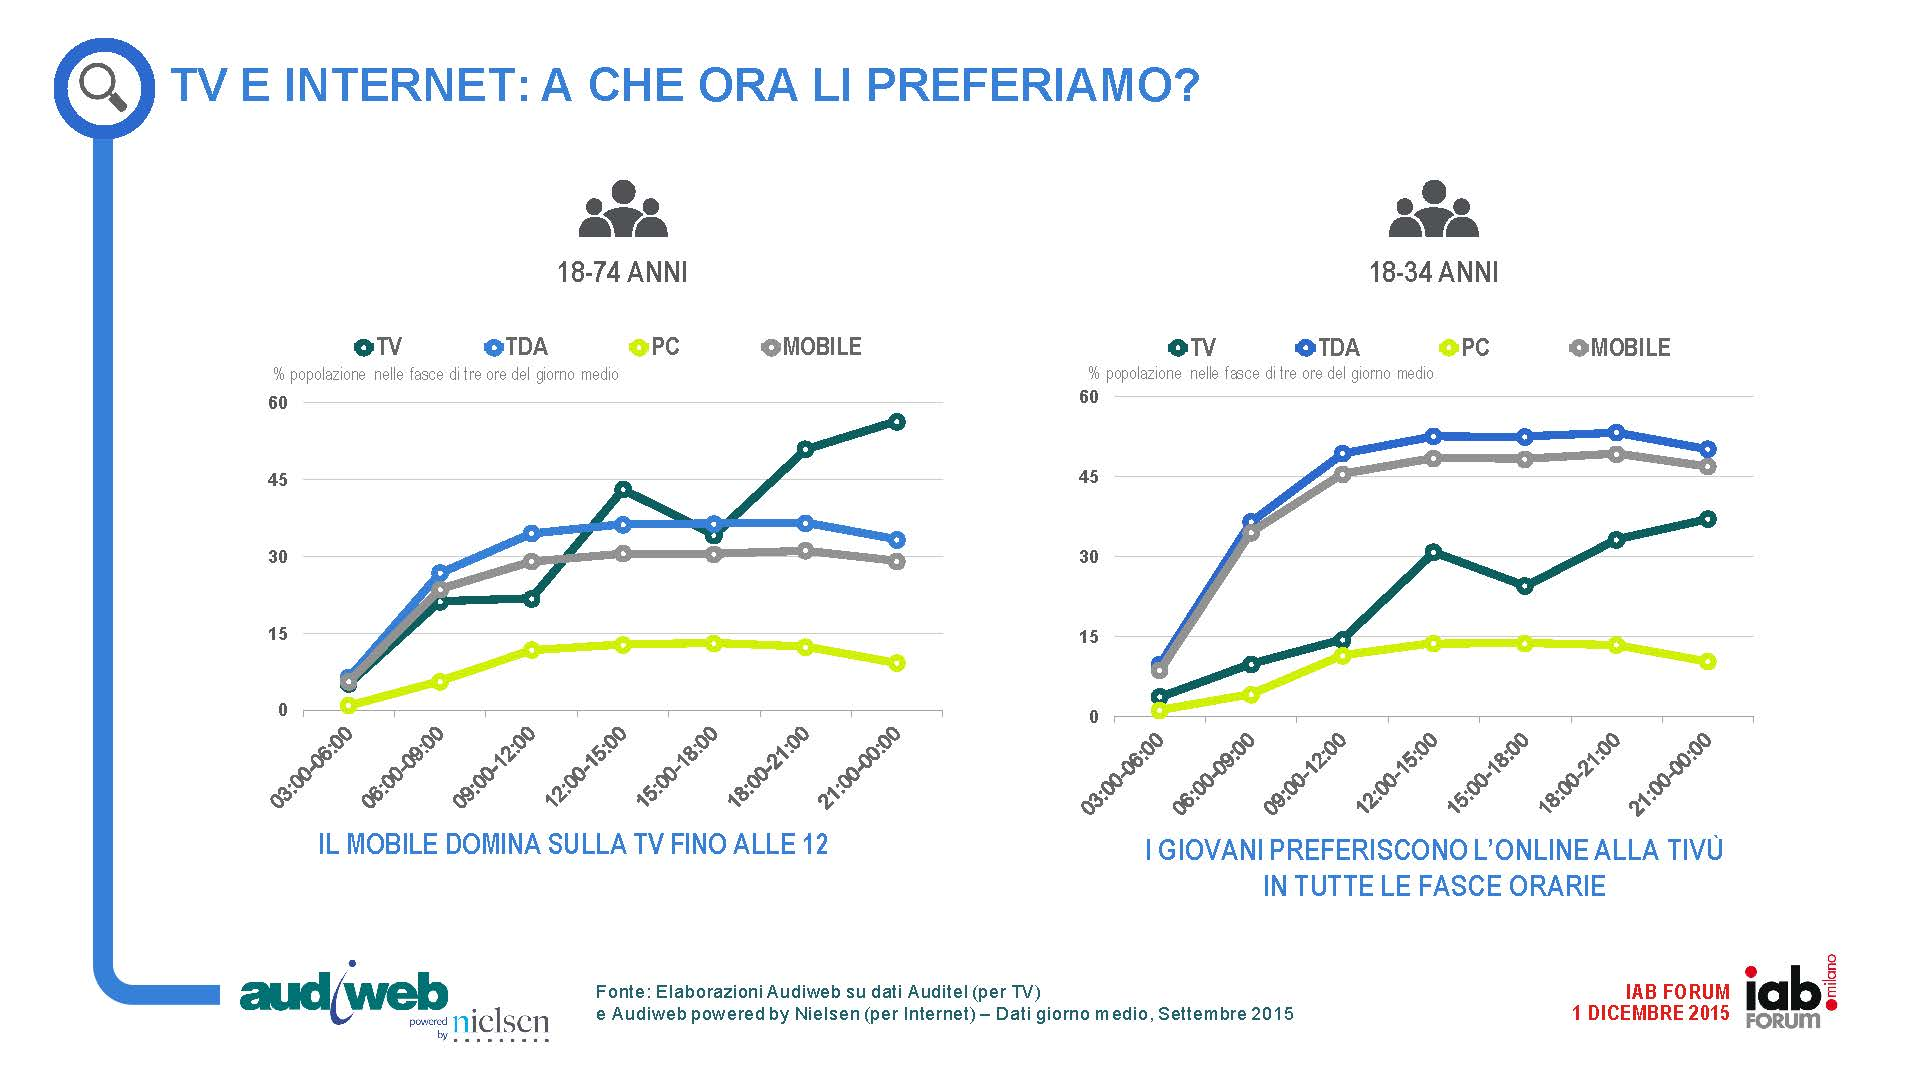 TV E INTERNET: A CHE ORA LI PREFERIAMO?
18-74 ANNI
TV TDA PC MOBILE
% popolazione nelle fasce di tre ore del giorno medio
60
45
30
15
0
03:00-06:00
06:00-09:00
09:00-12:00
12:00-15:00
15:00-18:00
18:00-21:00
21:00-00:00
IL MOBILE DOMINA SULLA TV FINO ALLE 12
18-34 ANNI
TV TDA PC MOBILE
% popolazione nelle fasce di tre ore del giorno medio
60
45
30
15
0
03:00-06:00
06:00-09:00
09:00-12:00
12:00-15:00
15:00-18:00
18:00-21:00
21:00-00:00
I GIOVANI PREFERISCONO L'ONLINE ALLA TIVÙ
IN TUTTE LE FASCE ORARIE
audiweb
powered
by
nielsen
Fonte: Elaborazioni Audiweb su dati Auditel (per TV)
e Audiweb powered by Nielsen (per Internet) – Dati giorno medio, Settembre 2015
IAB FORUM
1 DICEMBRE 2015
iab.
milano
FORUM